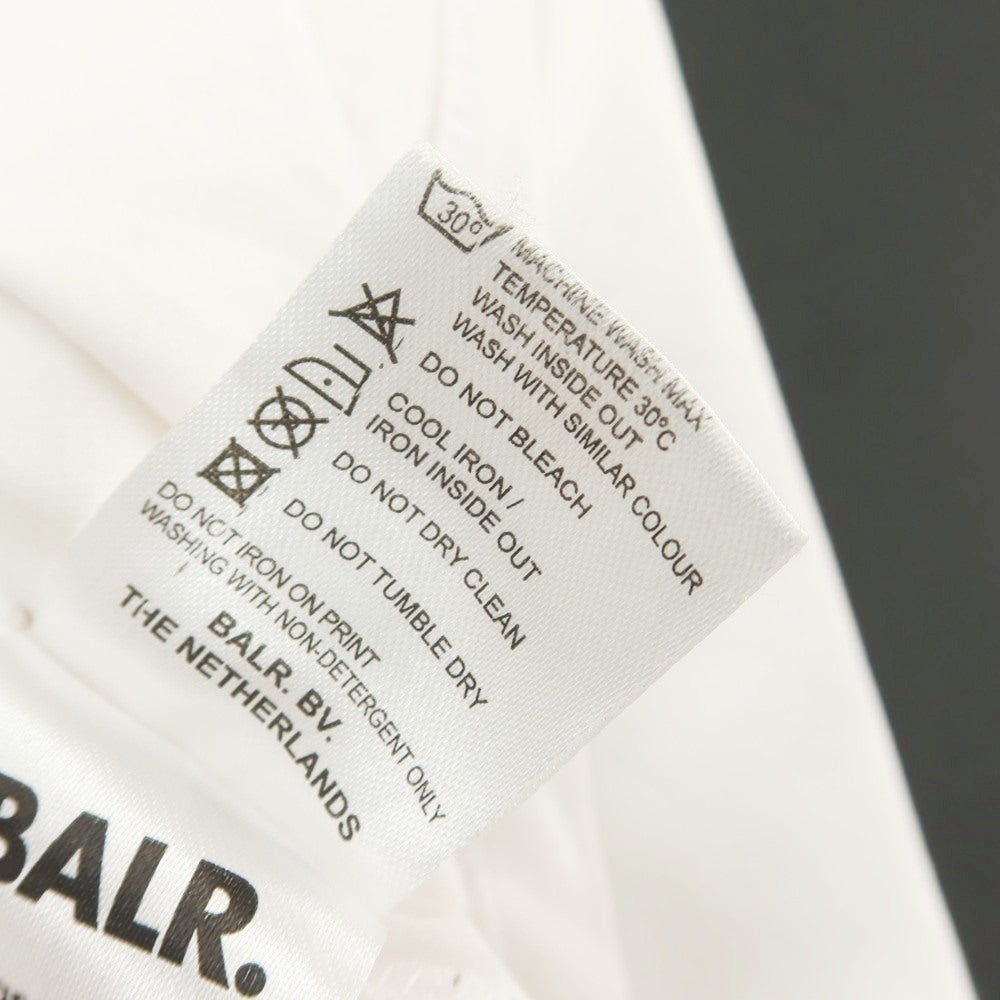 30°
MACHINE WASH MAX
TEMPERATURE 30°C
WASH INSIDE OUT
WASH WITH SIMILAR COLOUR
DO NOT BLEACH
COOL IRON /
IRON INSIDE OUT
DO NOT DRY CLEAN
DO NOT TUMBLE DRY
DO NOT IRON ON PRINT
WASHING WITH NON-DETERGENT ONLY
BALR. BV.
THE NETHERLANDS
BALR.